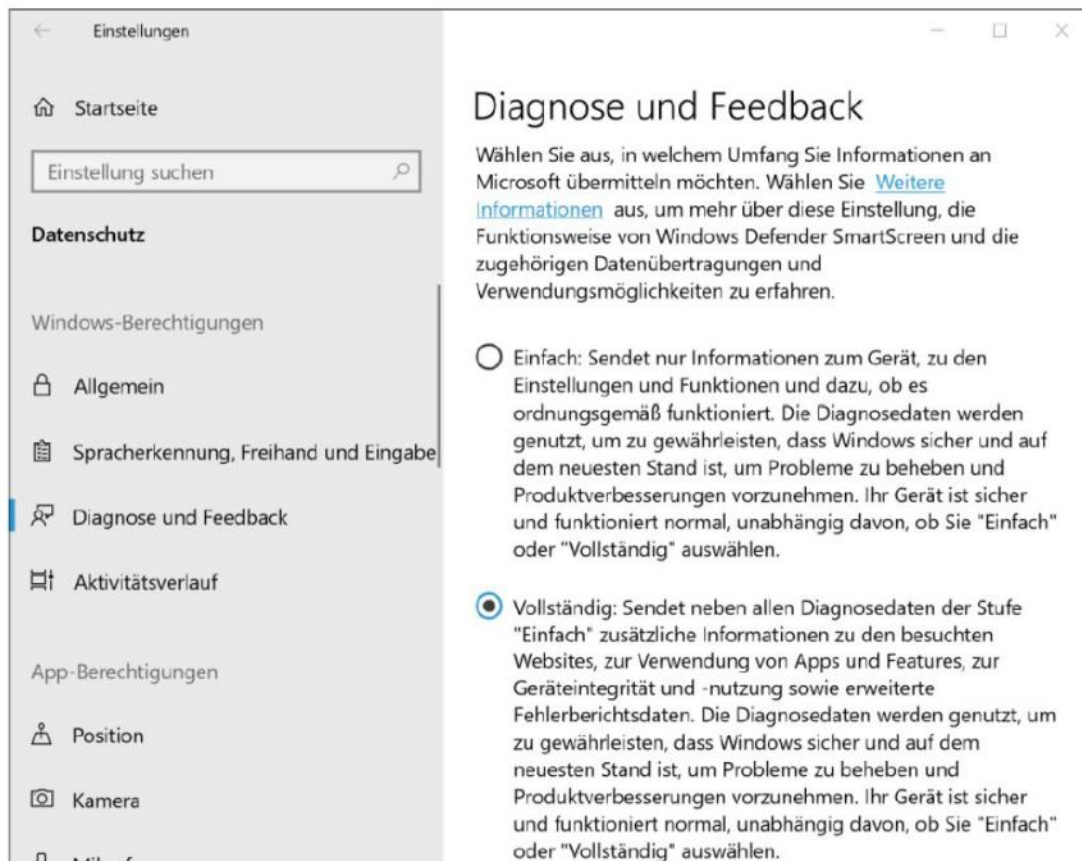 Einstellungen
Startseite
Einstellung suchen
Datenschutz
Windows-Berechtigungen
Allgemein
Spracherkennung, Freihand und Eingabe
Diagnose und Feedback
Aktivitätsverlauf
App-Berechtigungen
Position
Kamera
Diagnose und Feedback
Wählen Sie aus, in welchem Umfang Sie Informationen an
Microsoft übermitteln möchten. Wählen Sie Weitere
Informationen aus, um mehr über diese Einstellung, die
Funktionsweise von Windows Defender SmartScreen und die
zugehörigen Datenübertragungen und
Verwendungsmöglichkeiten zu erfahren.
Einfach: Sendet nur Informationen zum Gerät, zu den
Einstellungen und Funktionen und dazu, ob es
ordnungsgemäß funktioniert. Die Diagnosedaten werden
genutzt, um zu gewährleisten, dass Windows sicher und auf
dem neuesten Stand ist, um Probleme zu beheben und
Produktverbesserungen vorzunehmen. Ihr Gerät ist sicher
und funktioniert normal, unabhängig davon, ob Sie "Einfach"
oder "Vollständig" auswählen.
Vollständig: Sendet neben allen Diagnosedaten der Stufe
"Einfach" zusätzliche Informationen zu den besuchten
Websites, zur Verwendung von Apps und Features, zur
Geräteintegrität und -nutzung sowie erweiterte
Fehlerberichtsdaten. Die Diagnosedaten werden genutzt, um
zu gewährleisten, dass Windows sicher und auf dem
neuesten Stand ist, um Probleme zu beheben und
Produktverbesserungen vorzunehmen. Ihr Gerät ist sicher
und funktioniert normal, unabhängig davon, ob Sie "Einfach"
oder "Vollständig" auswählen.